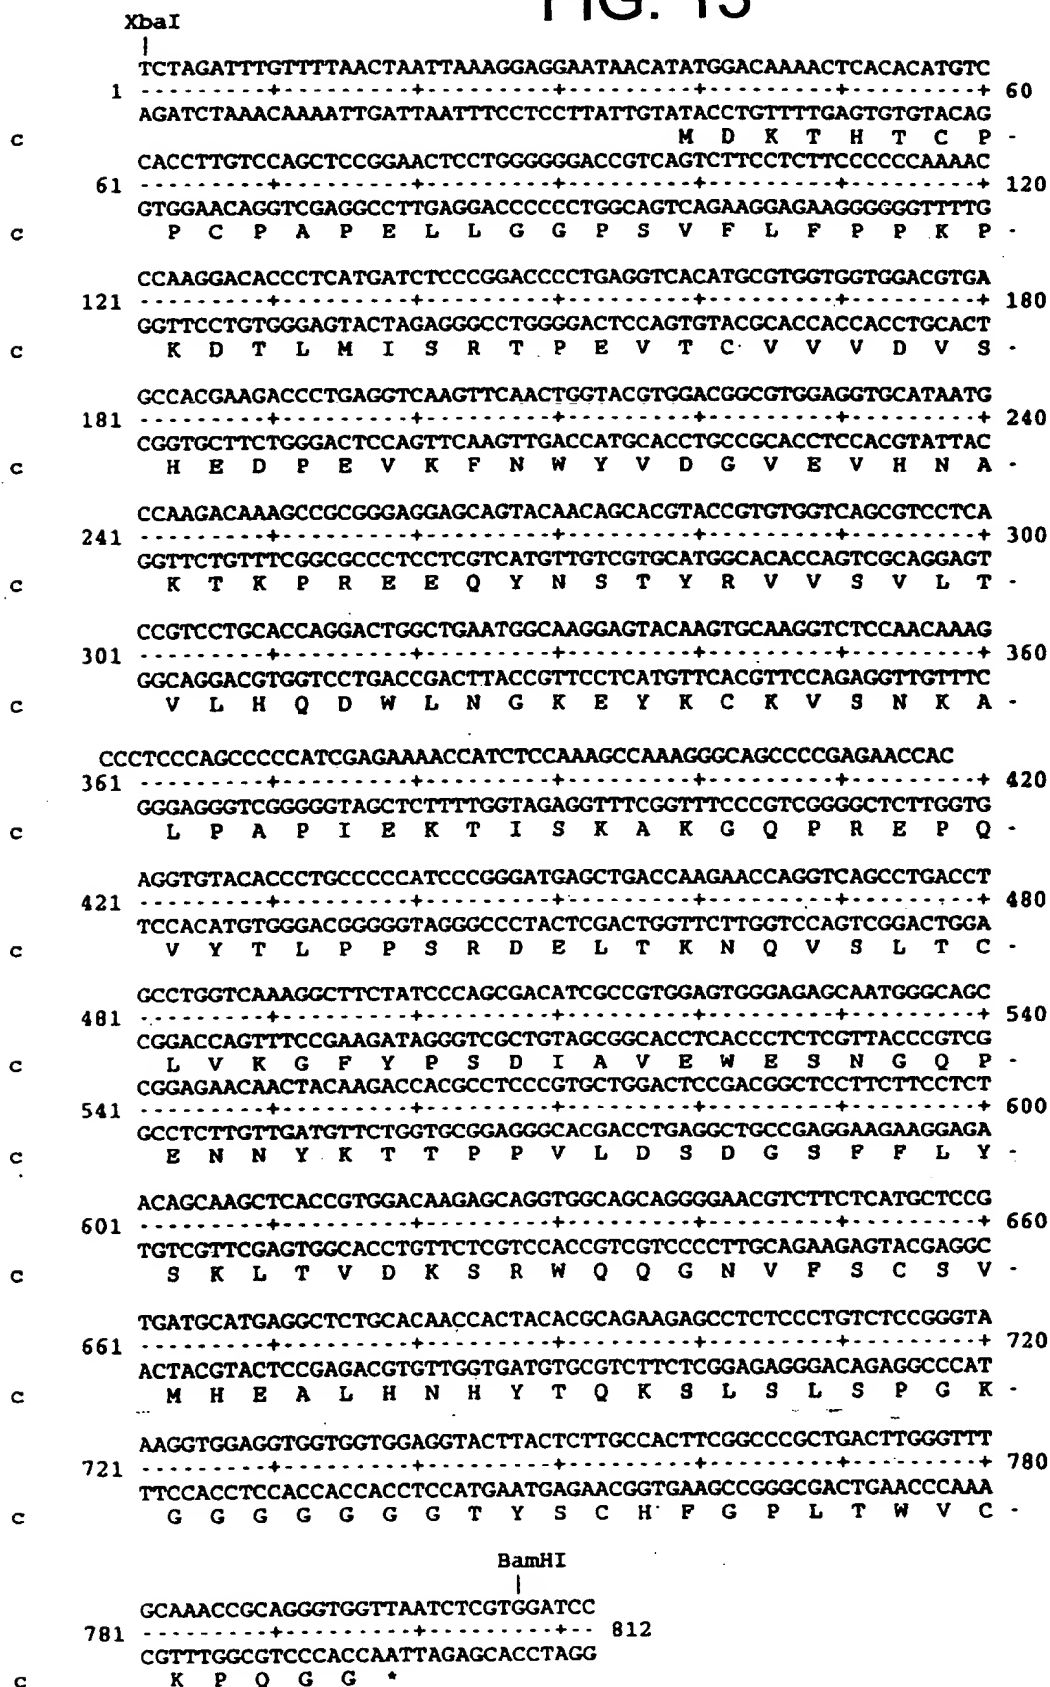 FIG. 15
XbaI
|
TCTAGATTTGTTTTAACTAATTAAAGGAGGAATAACATATGGACAAAACTCACACATGTC
1 ---------+---------+---------+---------+---------+---------+ 60
AGATCTAAACAAAATTGATTAATTTCCTCCTTATTGTATACCTGTTTTGAGTGTGTACAG
c M D K T H T C P -
CACCTTGTCCAGCTCCGGAACTCCTGGGGGGACCGTCAGTCTTCCTCTTCCCCCCAAAAC
61 ---------+---------+---------+---------+---------+---------+ 120
GTGGAACAGGTCGAGGCCTTGAGGACCCCCCTGGCAGTCAGAAGGAGAAGGGGGGTTTTG
c P C P A P E L L G G P S V F L F P P K P -
CCAAGGACACCCTCATGATCTCCCGGACCCCTGAGGTCACATGCGTGGTGGTGGACGTGA
121 ---------+---------+---------+---------+---------+---------+ 180
GGTTCCTGTGGGAGTACTAGAGGGCCTGGGGACTCCAGTGTACGCACCACCACCTGCACT
c K D T L M I S R T P E V T C V V V D V S -
GCCACGAAGACCCTGAGGTCAAGTTCAACTGGTACGTGGACGGCGTGGAGGTGCATAATG
181 ---------+---------+---------+---------+---------+---------+ 240
CGGTGCTTCTGGGACTCCAGTTCAAGTTGACCATGCACCTGCCGCACCTCCACGTATTAC
c H E D P E V K F N W Y V D G V E V H N A -
CCAAGACAAAGCCGCGGGAGGAGCAGTACAACAGCACGTACCGTGTGGTCAGCGTCCTCA
241 ---------+---------+---------+---------+---------+---------+ 300
GGTTCTGTTTCGGCGCCCTCCTCGTCATGTTGTCGTGCATGGCACACCAGTCGCAGGAGT
c K T K P R E E Q Y N S T Y R V V S V L T -
CCGTCCTGCACCAGGACTGGCTGAATGGCAAGGAGTACAAGTGCAAGGTCTCCAACAAAG
301 ---------+---------+---------+---------+---------+---------+ 360
GGCAGGACGTGGTCCTGACCGACTTACCGTTCCTCATGTTCACGTTCCAGAGGTTGTTTC
c V L H Q D W L N G K E Y K C K V S N K A -
CCCTCCCAGCCCCCATCGAGAAAACCATCTCCAAAGCCAAAGGGCAGCCCCGAGAACCAC
361 ---------+---------+---------+---------+---------+---------+ 420
GGGAGGGTCGGGGGTAGCTCTTTTGGTAGAGGTTTCGGTTTCCCGTCGGGGCTCTTGGTG
c L P A P I E K T I S K A K G Q P R E P Q -
AGGTGTACACCCTGCCCCCATCCCGGGATGAGCTGACCAAGAACCAGGTCAGCCTGACCT
421 ---------+---------+---------+---------+---------+---------+ 480
TCCACATGTGGGACGGGGGTAGGGCCCTACTCGACTGGTTCTTGGTCCAGTCGGACTGGA
c V Y T L P P S R D E L T K N Q V S L T C -
GCCTGGTCAAAGGCTTCTATCCCAGCGACATCGCCGTGGAGTGGGAGAGCAATGGGCAGC
481 ---------+---------+---------+---------+---------+---------+ 540
CGGACCAGTTTCCGAAGATAGGGTCGCTGTAGCGGCACCTCACCCTCTCGTTACCCGTCG
c L V K G F Y P S D I A V E W E S N G Q P -
CGGAGAACAACTACAAGACCACGCCTCCCGTGCTGGACTCCGACGGCTCCTTCTTCCTCT
541 ---------+---------+---------+---------+---------+---------+ 600
GCCTCTTGTTGATGTTCTGGTGCGGAGGGCACGACCTGAGGCTGCCGAGGAAGAAGGAGA
c E N N Y K T T P P V L D S D G S F F L Y -
ACAGCAAGCTCACCGTGGACAAGAGCAGGTGGCAGCAGGGGAACGTCTTCTCATGCTCCG
601 ---------+---------+---------+---------+---------+---------+ 660
TGTCGTTCGAGTGGCACCTGTTCTCGTCCACCGTCGTCCCCTTGCAGAAGAGTACGAGGC
c S K L T V D K S R W Q Q G N V F S C S V -
TGATGCATGAGGCTCTGCACAACCACTACACGCAGAAGAGCCTCTCCCTGTCTCCGGGTA
661 ---------+---------+---------+---------+---------+---------+ 720
ACTACGTACTCCGAGACGTGTTGGTGATGTGCGTCTTCTCGGAGAGGGACAGAGGCCCAT
c M H E A L H N H Y T Q K S L S L S P G K -
AAGGTGGAGGTGGTGGTGGAGGTACTTACTCTTGCCACTTCGGCCCGCTGACTTGGGTTT
721 ---------+---------+---------+---------+---------+---------+ 780
TTCCACCTCCACCACCACCTCCATGAATGAGAACGGTGAAGCCGGGCGACTGAACCCAAA
c G G G G G G G T Y S C H F G P L T W V C -
BamHI
|
GCAAACCGCAGGGTGGTTAATCTCGTGGATCC
781 ---------+---------+---------+-- 812
CGTTTGGCGTCCCACCAATTAGAGCACCTAGG
c K P Q G G *